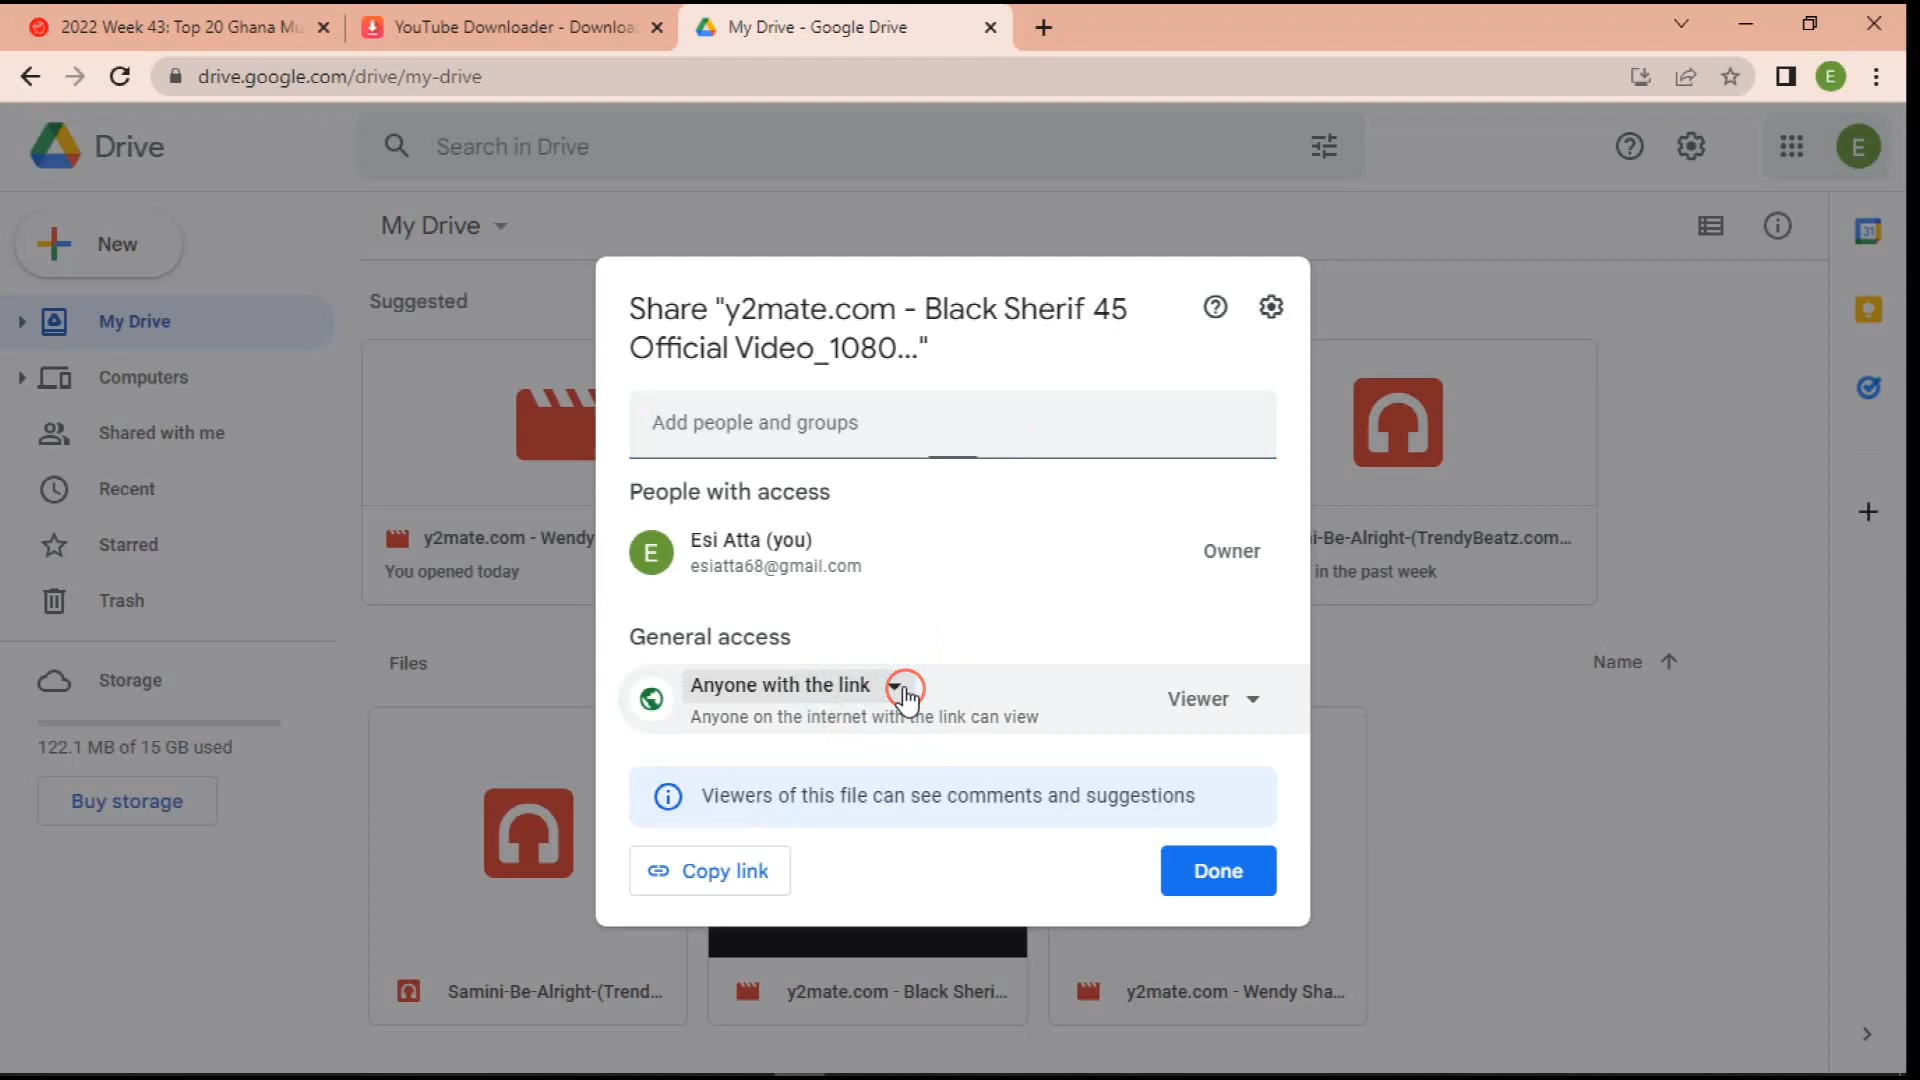 2022 Week 43: Top 20 Ghana Mu
YouTube Downloader - Downloa
My Drive - Google Drive
drive.google.com/drive/my-drive
E
Drive
Search in Drive
E
New
My Drive
31
Suggested
My Drive
Computers
Shared with me
Recent
Starred
Trash
Storage
122.1 MB of 15 GB used
Buy storage
y2mate.com - Wendy
You opened today
i-Be-Alright-(TrendyBeatz.com...
in the past week
Files
Name
Share "y2mate.com - Black Sherif 45
Official Video_1080..."
Add people and groups
People with access
E
Esi Atta (you)
esiatta68@gmail.com
Owner
General access
Anyone with the link
Anyone on the internet with the link can view
Viewer
Viewers of this file can see comments and suggestions
Copy link
Done
Samini-Be-Alright-(Trend...
y2mate.com - Black Sheri...
y2mate.com - Wendy Sha...